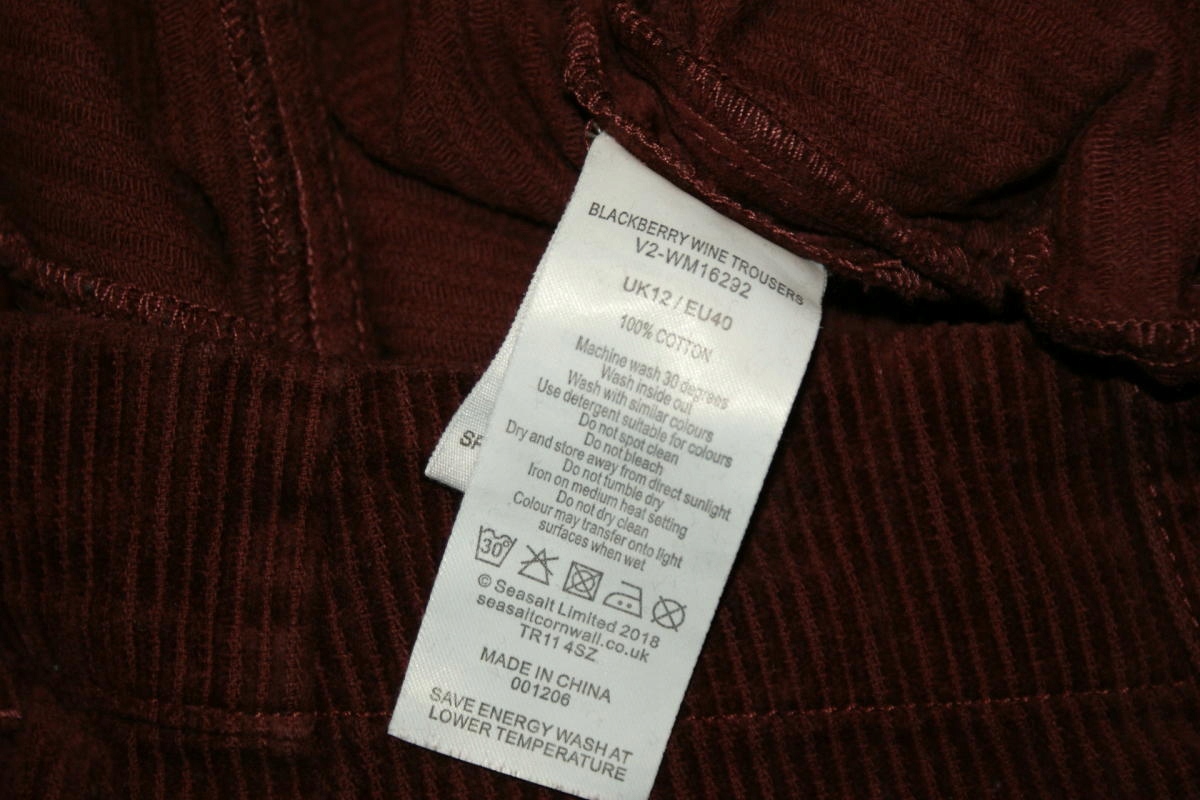 BLACKBERRY WINE TROUSERS
V2-WM16292
UK12 / EU40
100% COTTON
Machine wash 30 degrees
Wash inside out
Wash with similar colours
Use detergent suitable for colours
Do not spot clean
Do not bleach
Dry and store away from direct sunlight
Do not tumble dry
Iron on medium heat setting
Do not dry clean
Colour may transfer onto light
surfaces when wet
30°
© Seasalt Limited 2018
seasaltcornwall.co.uk
TR11 4SZ
MADE IN CHINA
001206
SAVE ENERGY WASH AT
LOWER TEMPERATURE